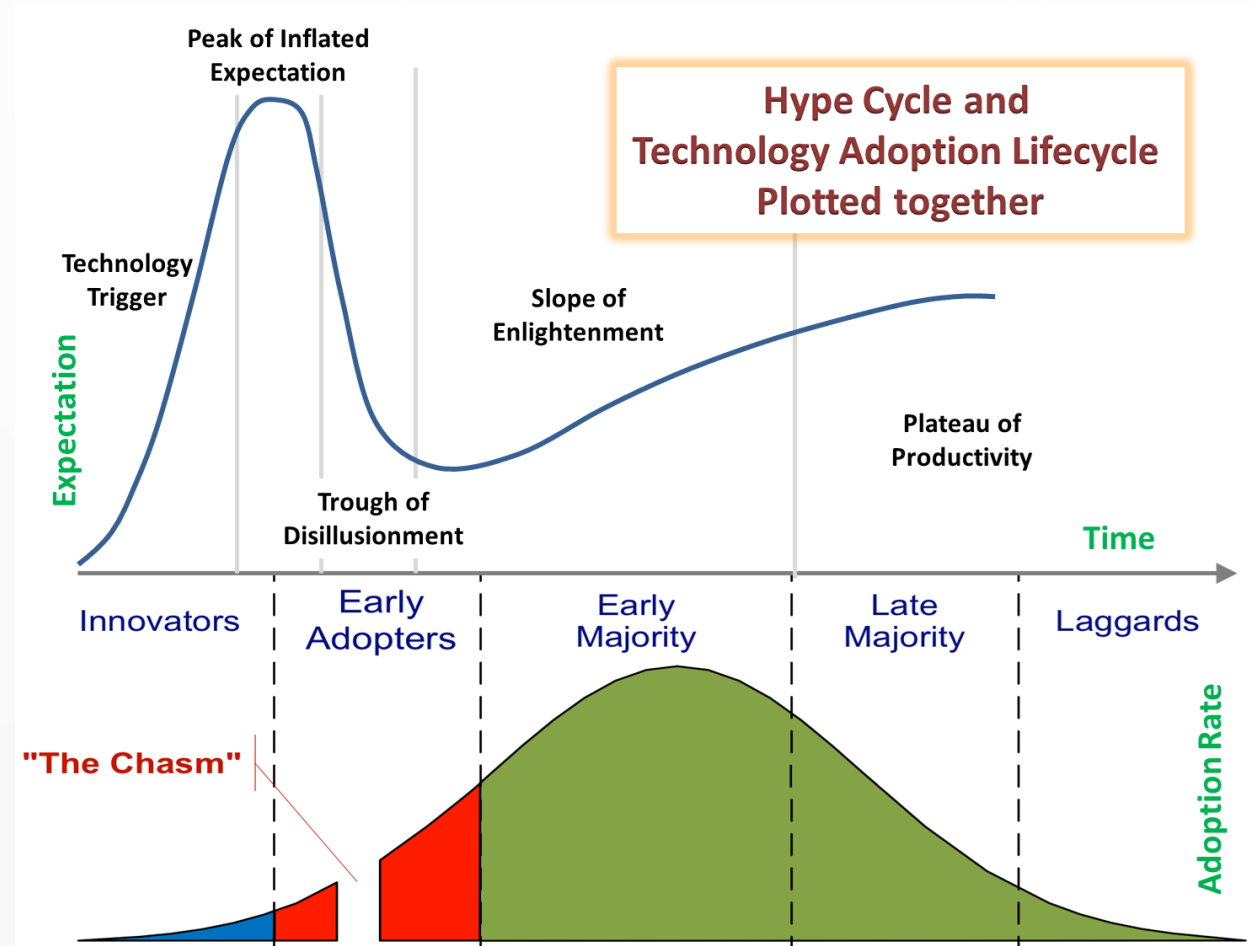 Peak of Inflated
Expectation
Hype Cycle and
Technology Adoption Lifecycle
Plotted together
Technology
Trigger
Slope of
Enlightenment
Expectation
Plateau of
Productivity
Trough of
Disillusionment
Time
Innovators
Early
Adopters
Early
Majority
Late
Majority
Laggards
"The Chasm"
Adoption Rate